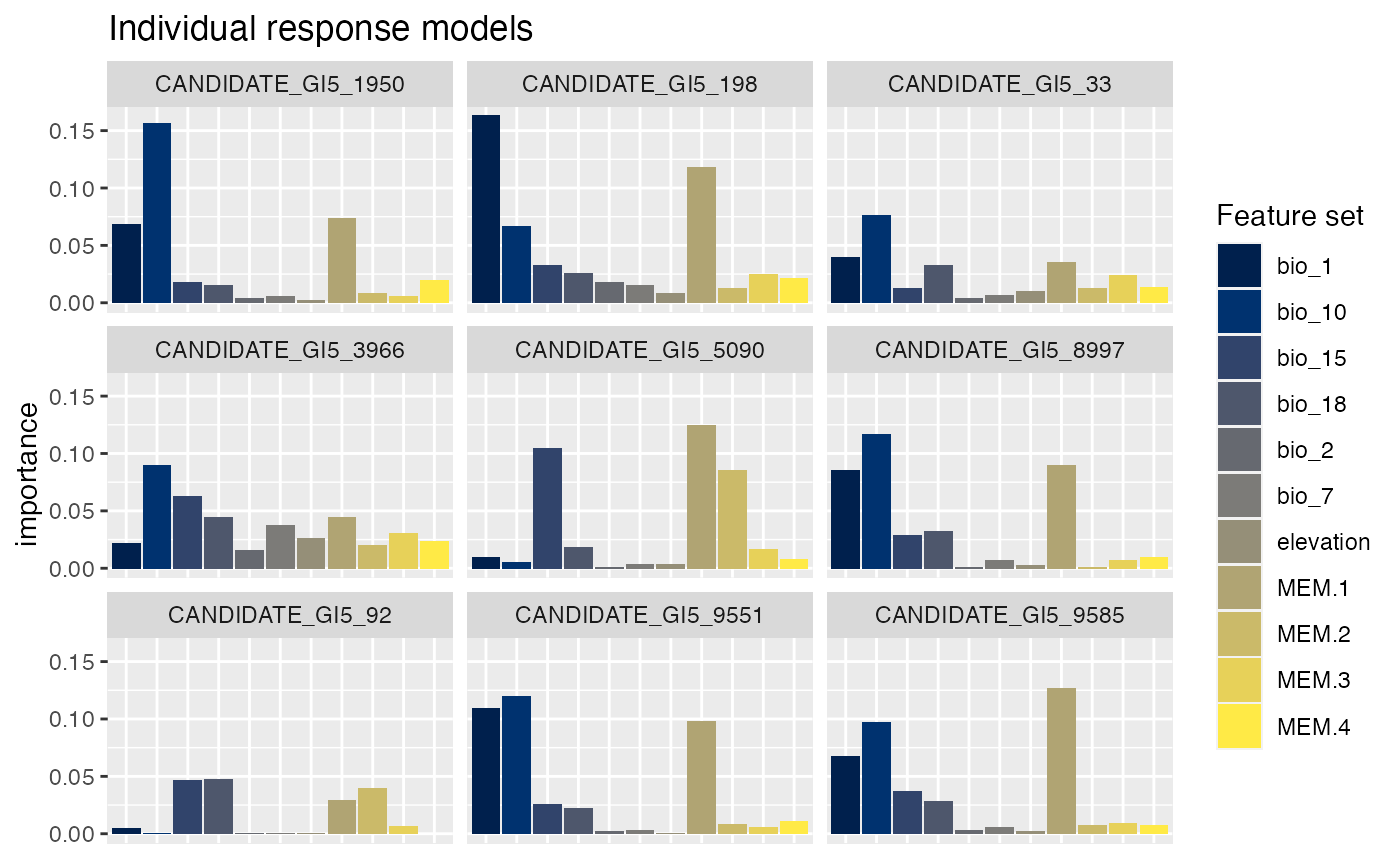 Individual response models
CANDIDATE_GI5_1950
CANDIDATE_GI5_198
CANDIDATE_GI5_33
0.15
0.10
0.05
0.00
CANDIDATE_GI5_3966
CANDIDATE_GI5_5090
CANDIDATE_GI5_8997
0.15
0.10
0.05
0.00
CANDIDATE_GI5_92
CANDIDATE_GI5_9551
CANDIDATE_GI5_9585
0.15
0.10
0.05
0.00
importance
Feature set
bio_1
bio_10
bio_15
bio_18
bio_2
bio_7
elevation
MEM.1
MEM.2
MEM.3
MEM.4